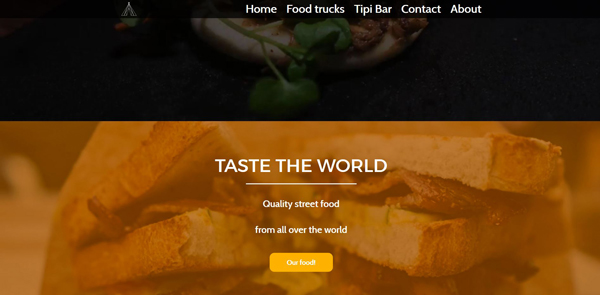 Home Food trucks Tipi Bar Contact About
TASTE THE WORLD
Quality street food
from all over the world
Our food!